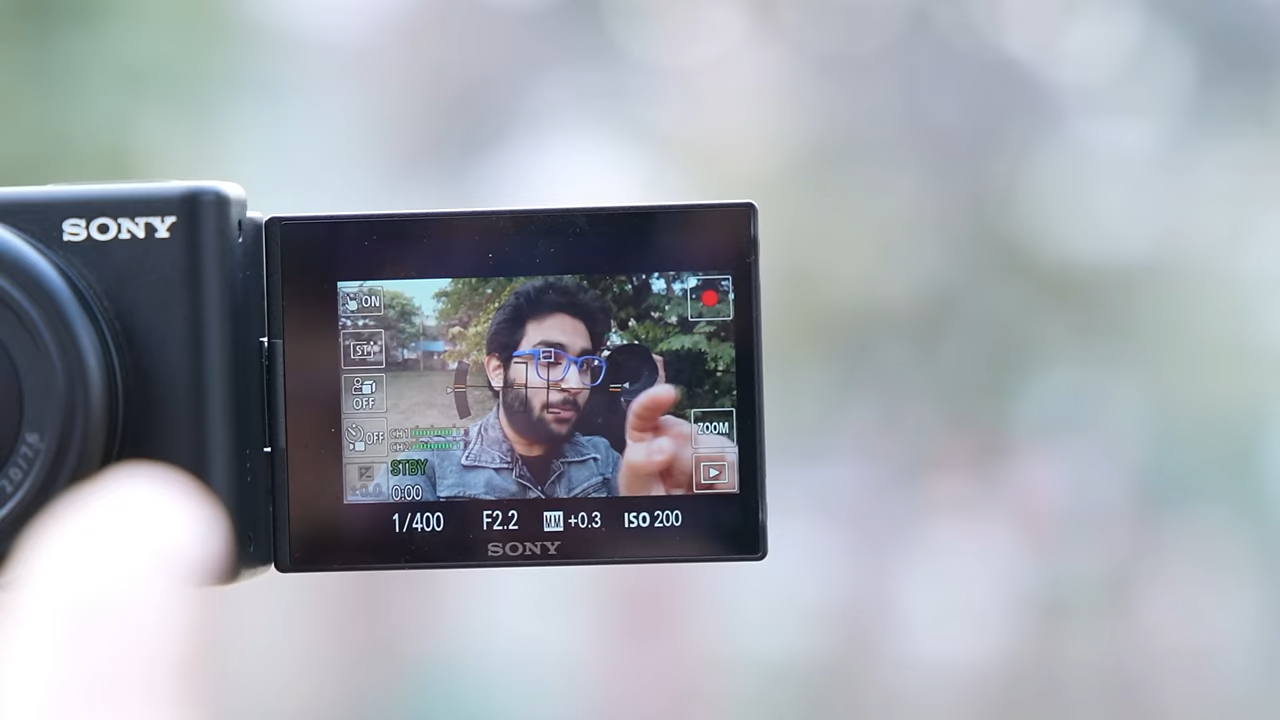 SONY
ON
ST
OFF
OFF
CH1
CH2
STBY
0:00
ZOOM
1/400 F2.2 M.M. +0.3 ISO 200
SONY